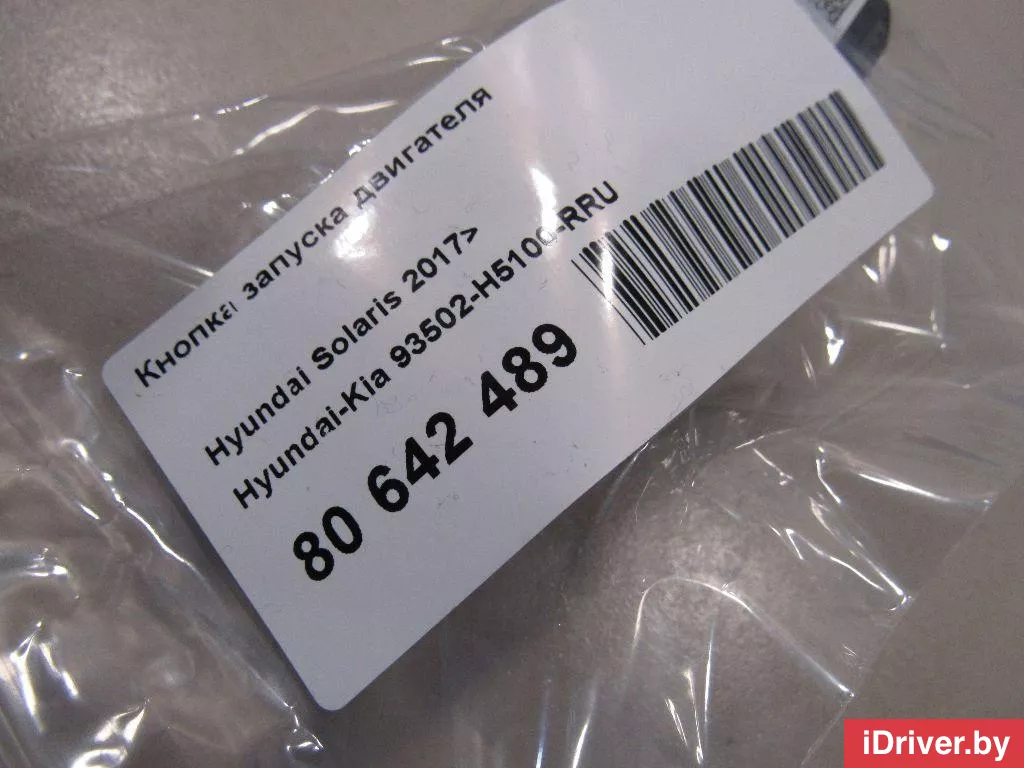 Кнопка запуска двигателя
Hyundai Solaris 2017>
Hyundai-Kia 93502-H5100-RRU
80 642 489
iDriver.by